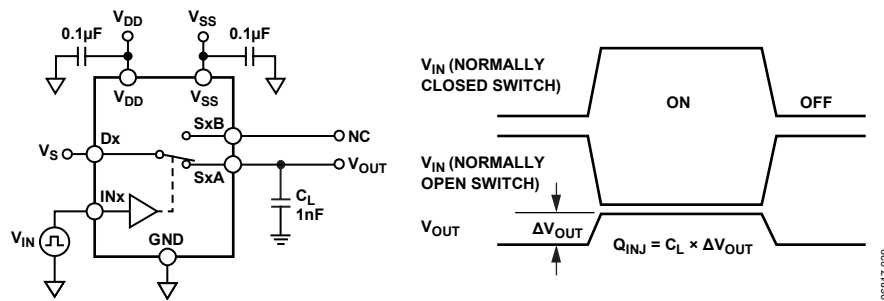 VDD
VSS
0.1µF
0.1µF
VDD
VSS
SxB
NC
VS
Dx
SxA
VOUT
INx
CL
1nF
VIN
GND
VIN (NORMALLY
CLOSED SWITCH)
ON
OFF
VIN (NORMALLY
OPEN SWITCH)
VOUT
ΔVOUT
QINJ = CL × ΔVOUT